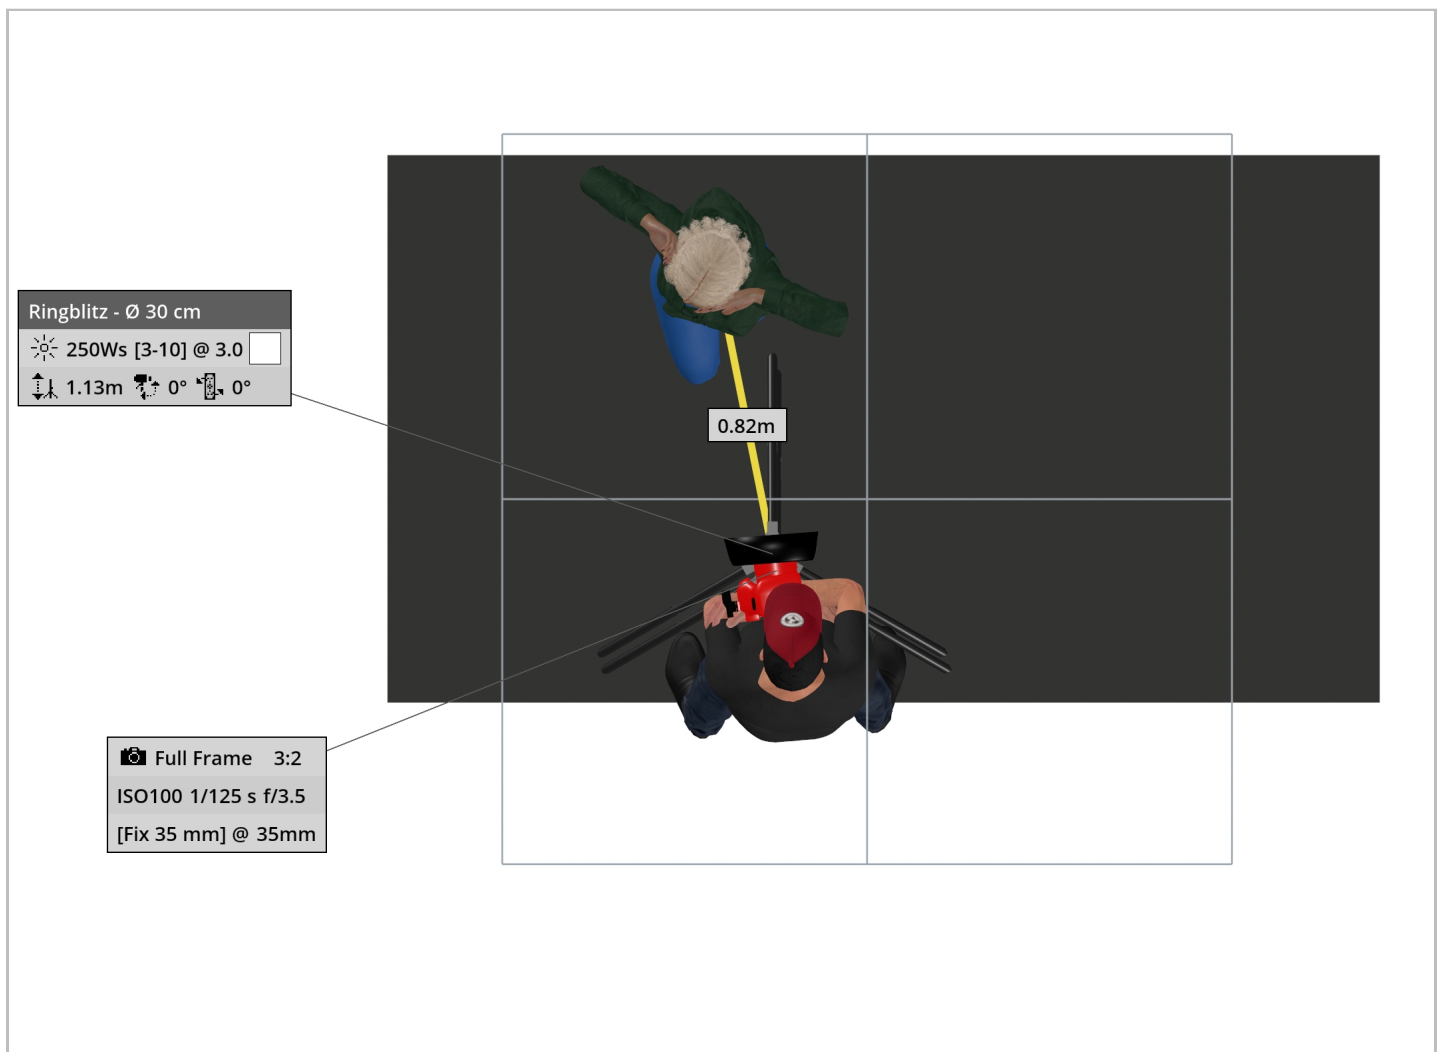 Ringblitz - Ø 30 cm
250Ws [3-10] @ 3.0
1.13m 0° 0°
0.82m
Full Frame 3:2
ISO100 1/125 s f/3.5
[Fix 35 mm] @ 35mm